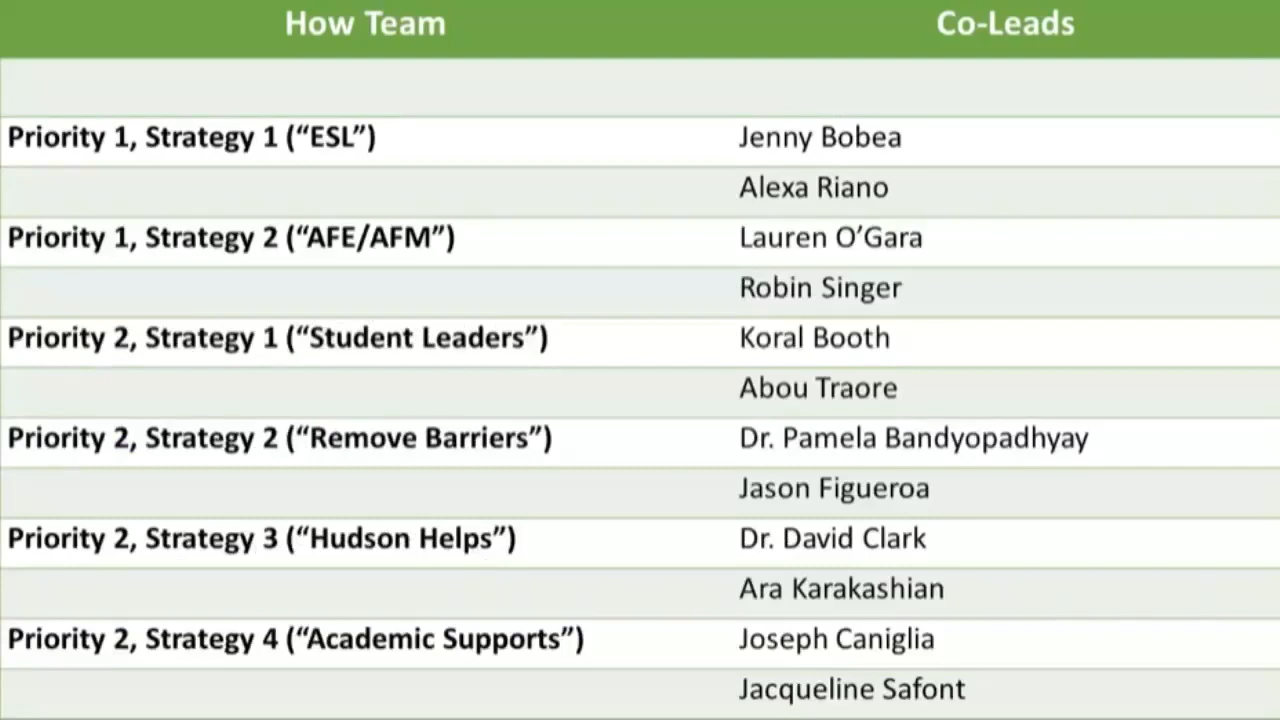 How Team Co-Leads
Priority 1, Strategy 1 (“ESL”) Jenny Bobea
Alexa Riano
Priority 1, Strategy 2 (“AFE/AFM”) Lauren O’Gara
Robin Singer
Priority 2, Strategy 1 (“Student Leaders”) Koral Booth
Abou Traore
Priority 2, Strategy 2 (“Remove Barriers”) Dr. Pamela Bandyopadhyay
Jason Figueroa
Priority 2, Strategy 3 (“Hudson Helps”) Dr. David Clark
Ara Karakashian
Priority 2, Strategy 4 (“Academic Supports”) Joseph Caniglia
Jacqueline Safont